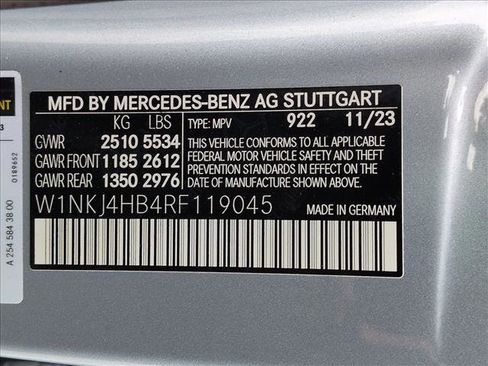 MFD BY MERCEDES-BENZ AG STUTTGART
KG LBS TYPE: MPV 922 11/23
GVWR 2510 5534
GAWR FRONT 1185 2612
GAWR REAR 1350 2976
THIS VEHICLE CONFORMS TO ALL APPLICABLE
FEDERAL MOTOR VEHICLE SAFETY AND
THEFT PREVENTION STANDARDS IN EFFECT ON
THE DATE OF MANUFACTURE SHOWN ABOVE.
W1NKJ4HB4RF119045 MADE IN GERMANY
A 254 584 38 00
0189652